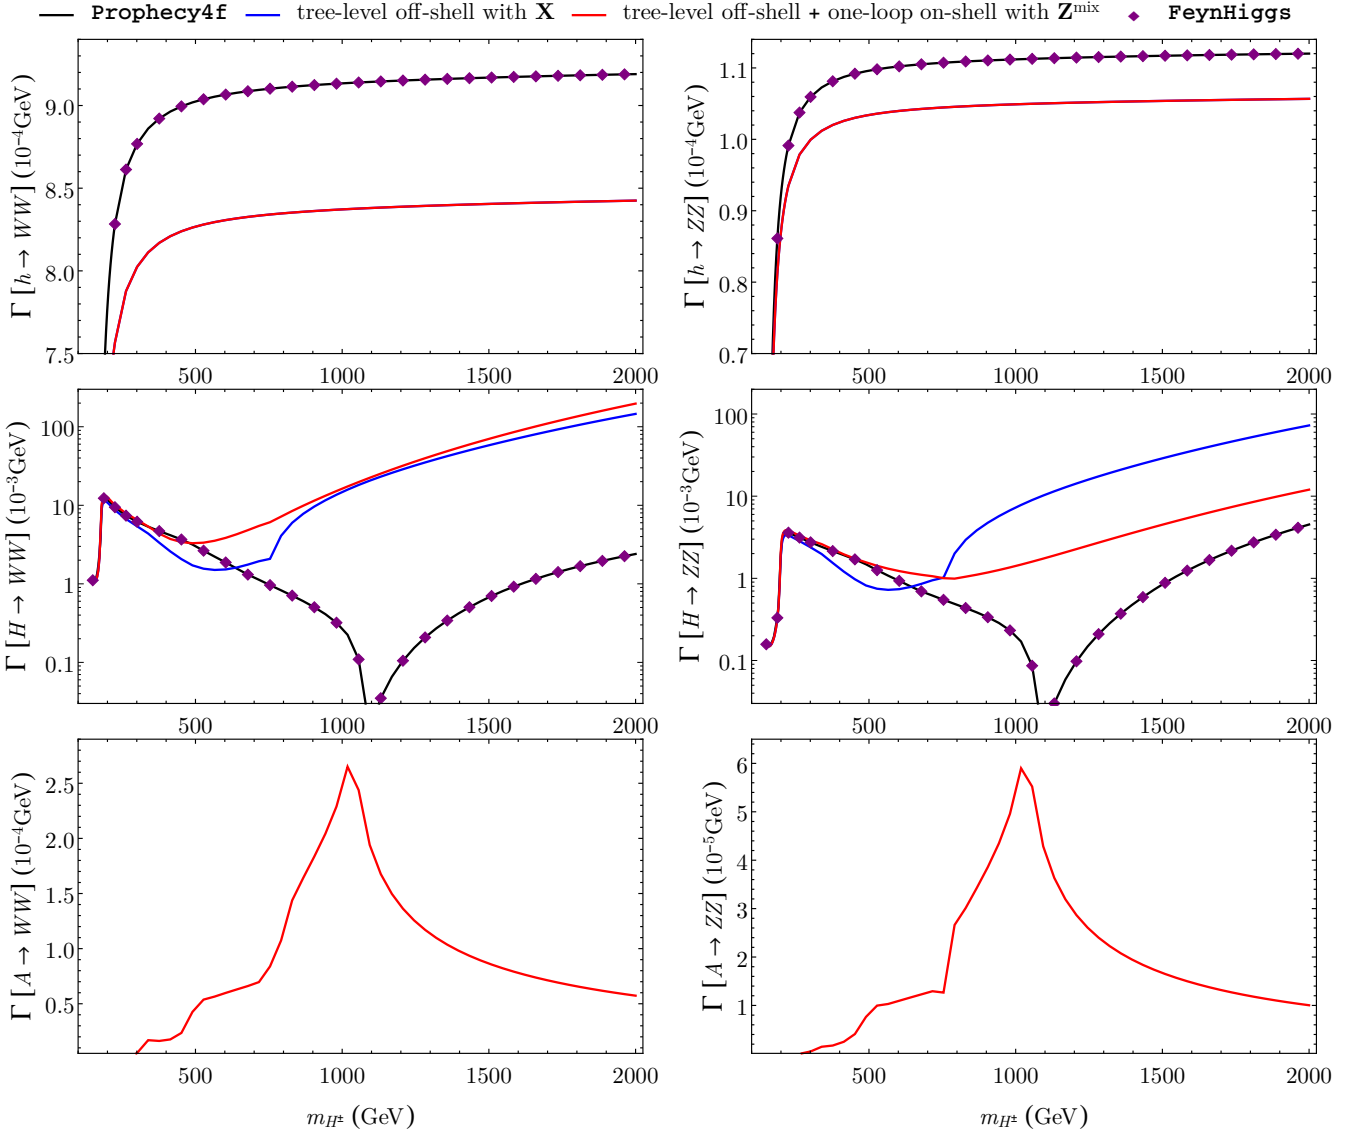 Prophecy4f tree-level off-shell with X tree-level off-shell + one-loop on-shell with Z^mix FeynHiggs
Γ [h → WW] (10⁻⁴GeV)
9.0
8.5
8.0
7.5
500 1000 1500 2000
Γ [h → ZZ] (10⁻⁴GeV)
1.1
1.0
0.9
0.8
0.7
500 1000 1500 2000
Γ [H → WW] (10⁻³GeV)
100
10
1
0.1
500 1000 1500 2000
Γ [H → ZZ] (10⁻³GeV)
100
10
1
0.1
500 1000 1500 2000
Γ [A → WW] (10⁻⁴GeV)
2.5
2.0
1.5
1.0
0.5
500 1000 1500 2000
m_H± (GeV)
Γ [A → ZZ] (10⁻⁵GeV)
6
5
4
3
2
1
500 1000 1500 2000
m_H± (GeV)